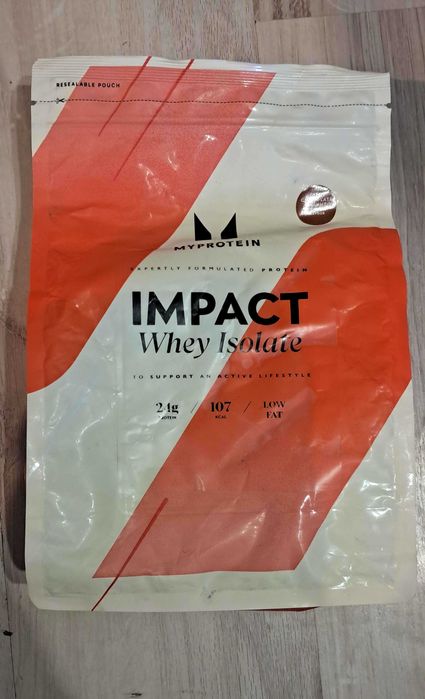 RESEALABLE POUCH
MYPROTEIN
EXPERTLY FORMULATED PROTEIN
IMPACT
Whey Isolate
TO SUPPORT AN ACTIVE LIFESTYLE
24g / 107 / LOW
PROTEIN KCAL FAT